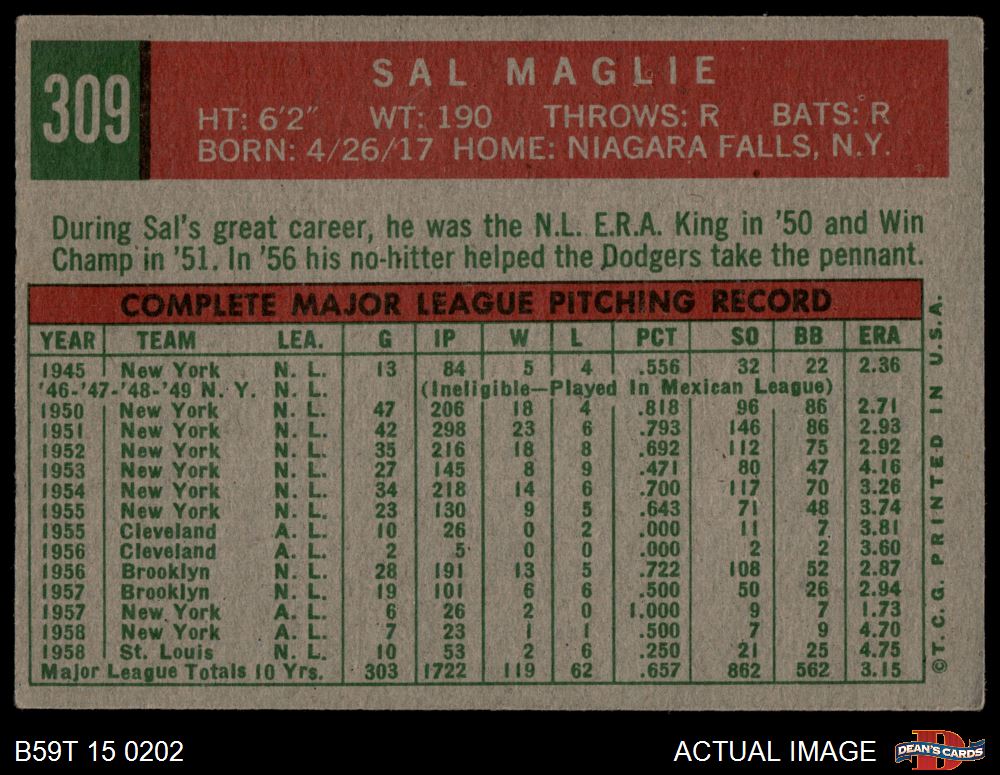 309
SAL MAGLIE
HT: 6'2" WT: 190 THROWS: R BATS: R
BORN: 4/26/17 HOME: NIAGARA FALLS, N.Y.
During Sal's great career, he was the N.L. E.R.A. King in '50 and Win
Champ in '51. In '56 his no-hitter helped the Dodgers take the pennant.
COMPLETE MAJOR LEAGUE PITCHING RECORD
YEAR TEAM LEA. G IP W L PCT SO BB ERA
1945 New York N. L. 13 84 5 4 .556 32 22 2.36
'46-'47-'48-'49 N. Y. N. L. (Ineligible—Played In Mexican League)
1950 New York N. L. 47 206 18 4 .818 96 86 2.71
1951 New York N. L. 42 298 23 6 .793 146 86 2.93
1952 New York N. L. 35 216 18 8 .692 112 75 2.92
1953 New York N. L. 27 145 8 9 .471 80 47 4.16
1954 New York N. L. 34 218 14 6 .700 117 70 3.26
1955 New York N. L. 23 130 9 5 .643 71 48 3.74
1955 Cleveland A. L. 10 26 0 2 .000 11 7 3.81
1956 Cleveland A. L. 2 5 0 0 .000 2 2 3.60
1956 Brooklyn N. L. 28 191 13 5 .722 108 52 2.87
1957 Brooklyn N. L. 19 101 6 6 .500 50 26 2.94
1957 New York A. L. 6 26 2 0 1.000 9 7 1.73
1958 New York A. L. 7 23 1 1 .500 7 9 4.70
1958 St. Louis N. L. 10 53 2 6 .250 21 25 4.75
Major League Totals 10 Yrs. 303 1722 119 62 .657 862 562 3.15
©T.C.G. PRINTED IN U.S.A.
B59T 15 0202
ACTUAL IMAGE
D
DEAN'S CARDS